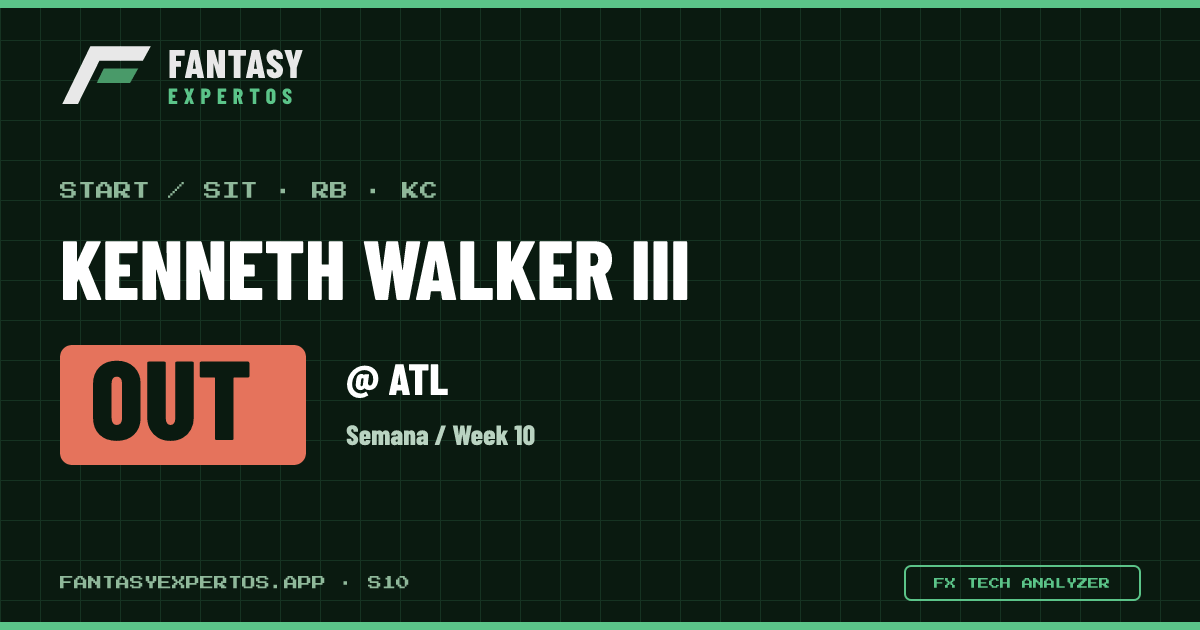 FANTASY
EXPERTOS
START / SIT · RB · KC
KENNETH WALKER III
OUT
@ ATL
Semana / Week 10
FANTASYEXPERTOS.APP · S10
FX TECH ANALYZER